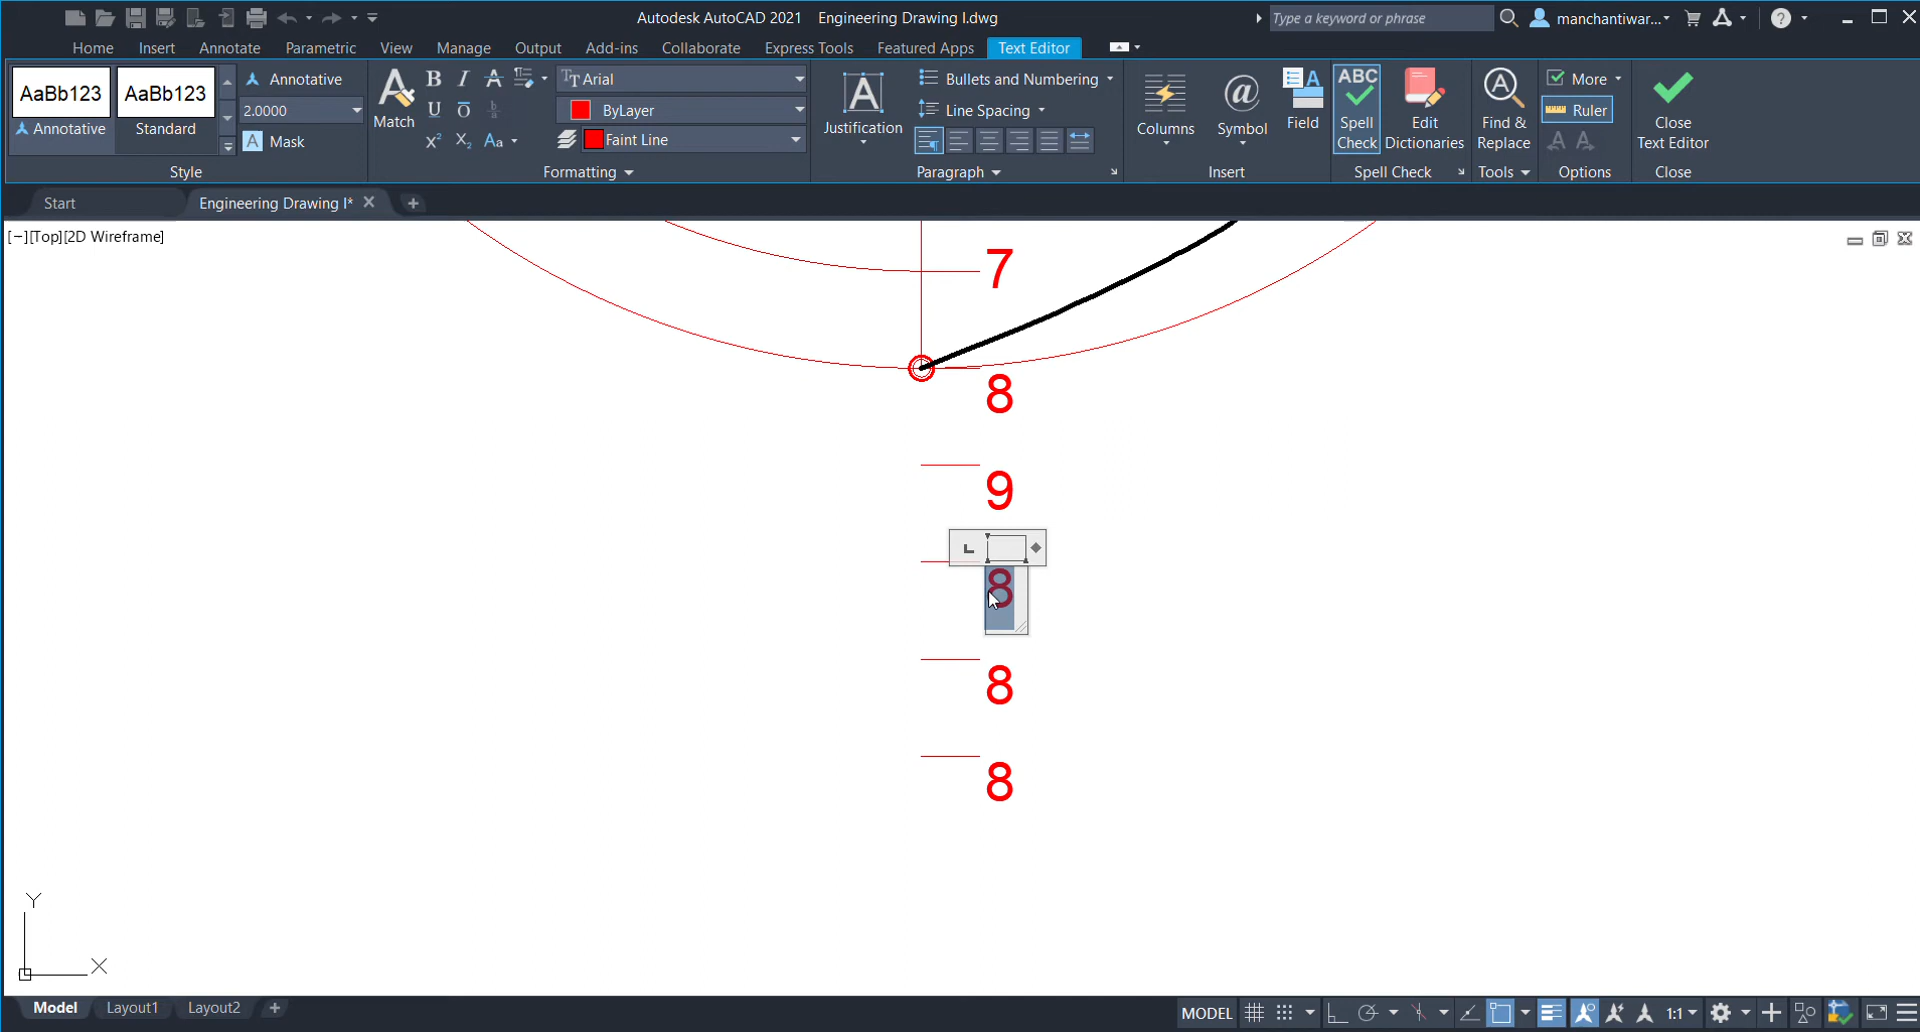 Autodesk AutoCAD 2021 Engineering Drawing I.dwg
Type a keyword or phrase
manchantiwar...
Home Insert Annotate Parametric View Manage Output Add-ins Collaborate Express Tools Featured Apps Text Editor
AaBb123 AaBb123
Annotative Standard
Annotative
2.0000
A Mask
Style
Match
B I A
U O b/a
X² X₂ Aa
Arial
ByLayer
Faint Line
Formatting
A
Justification
Bullets and Numbering
Line Spacing
Paragraph
Columns
@
Symbol
A
Field
Insert
ABC
Spell
Check
Edit
Dictionaries
Spell Check
A
Find &
Replace
Tools
More
Ruler
A A
Options
Close
Text Editor
Close
Start
Engineering Drawing I*
[−][Top][2D Wireframe]
7
8
9
8
8
8
Y
X
Model Layout1 Layout2
MODEL
1:1